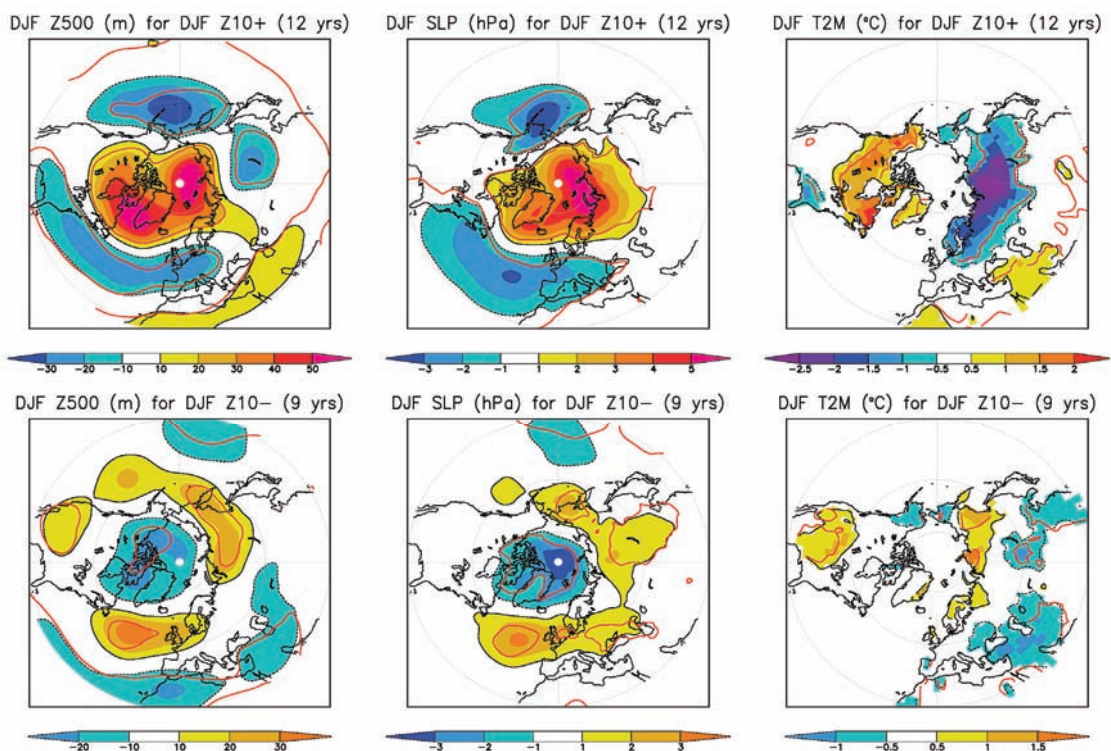 DJF Z500 (m) for DJF Z10+ (12 yrs)
DJF SLP (hPa) for DJF Z10+ (12 yrs)
DJF T2M (°C) for DJF Z10+ (12 yrs)
-30 -20 -10 10 20 30 40 50
-3 -2 -1 1 2 3 4 5
-2.5 -2 -1.5 -1 -0.5 0.5 1 1.5 2
DJF Z500 (m) for DJF Z10- (9 yrs)
DJF SLP (hPa) for DJF Z10- (9 yrs)
DJF T2M (°C) for DJF Z10- (9 yrs)
-20 -10 10 20 30
-3 -2 -1 1 2 3
-1 -0.5 0.5 1 1.5